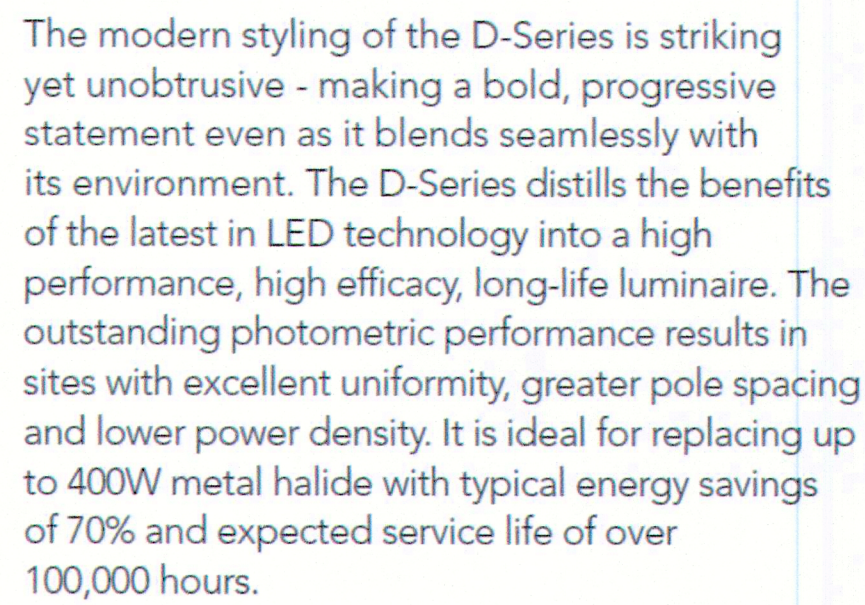 The modern styling of the D-Series is striking
yet unobtrusive - making a bold, progressive
statement even as it blends seamlessly with
its environment. The D-Series distills the benefits
of the latest in LED technology into a high
performance, high efficacy, long-life luminaire. The
outstanding photometric performance results in
sites with excellent uniformity, greater pole spacing
and lower power density. It is ideal for replacing up
to 400W metal halide with typical energy savings
of 70% and expected service life of over
100,000 hours.